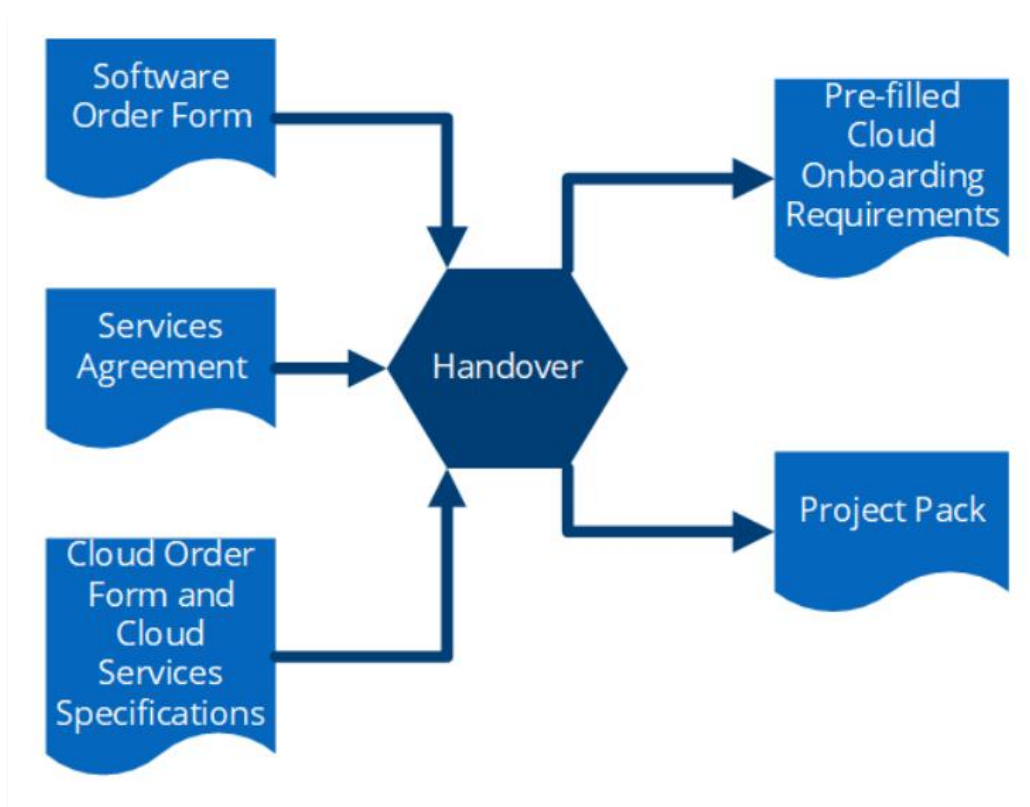 Software
Order Form
Services
Agreement
Cloud Order
Form and
Cloud
Services
Specifications
Handover
Pre-filled
Cloud
Onboarding
Requirements
Project Pack